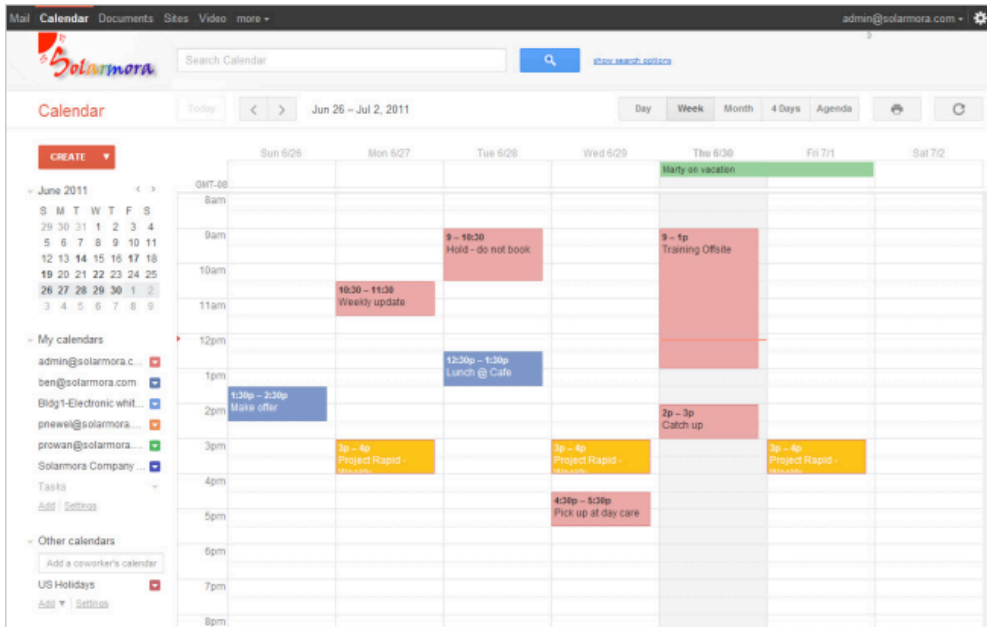 Mail Calendar Documents Sites Video more
admin@solarmora.com
0
Solarmora
Search Calendar
show search options
Calendar
Today
Jun 26 – Jul 2, 2011
Day Week Month 4 Days Agenda
CREATE
Sun 6/26 Mon 6/27 Tue 6/28 Wed 6/29 Thu 6/30 Fri 7/1 Sat 7/2
Marty on vacation
GMT-08
June 2011
S M T W T F S
29 30 31 1 2 3 4
5 6 7 8 9 10 11
12 13 14 15 16 17 18
19 20 21 22 23 24 25
26 27 28 29 30 1 2
3 4 5 6 7 8 9
My calendars
admin@solarmora.c...
ben@solarmora.com
Bldg1-Electronic whit...
pnewel@solarmora....
prowan@solarmora....
Solarmora Company ...
Tasks
Add Settings
Other calendars
Add a coworker's calendar
US Holidays
Add Settings
8am
9am
10am
11am
12pm
1pm
2pm
3pm
4pm
5pm
6pm
7pm
8pm
1:30p – 2:30p
Make offer
10:30 – 11:30
Weekly update
3p – 4p
Project Rapid -
Weekly
9 – 10:30
Hold - do not book
12:30p – 1:30p
Lunch @ Cafe
3p – 4p
Project Rapid -
Weekly
4:30p – 5:30p
Pick up at day care
9 – 1p
Training Offsite
2p – 3p
Catch up
3p – 4p
Project Rapid -
Weekly